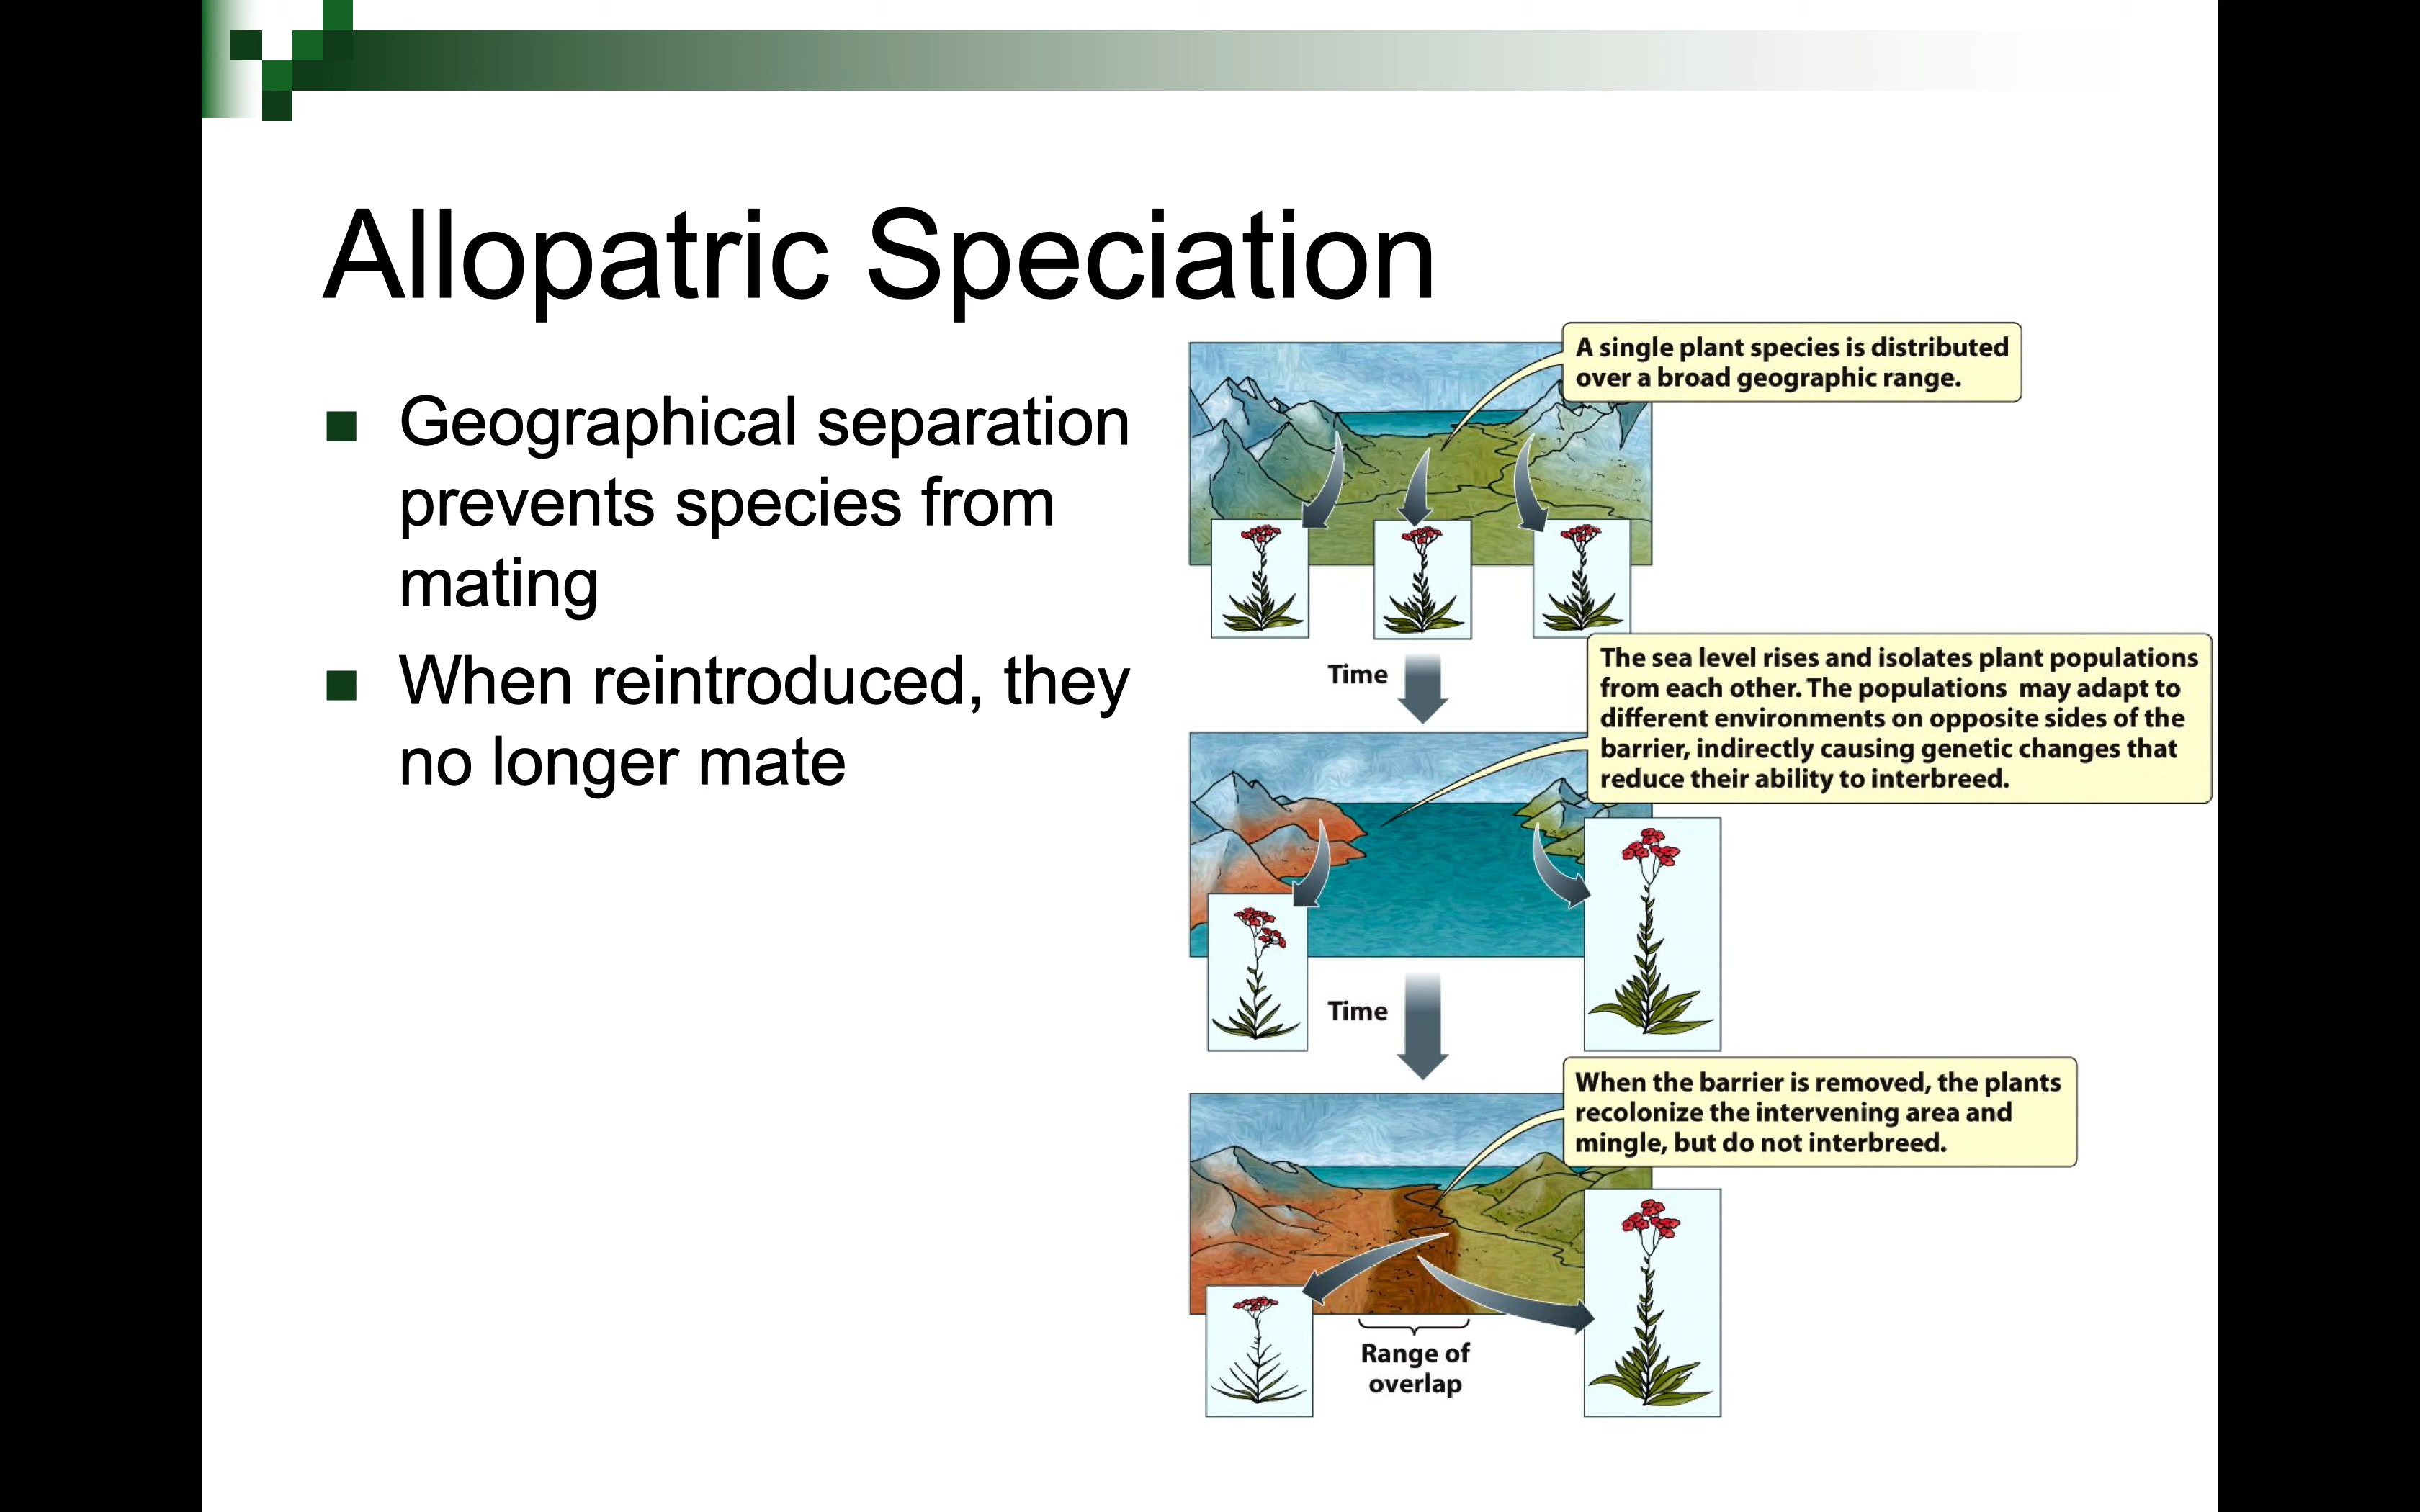 Allopatric Speciation
Geographical separation
prevents species from
mating
When reintroduced, they
no longer mate
A single plant species is distributed
over a broad geographic range.
Time
The sea level rises and isolates plant populations
from each other. The populations may adapt to
different environments on opposite sides of the
barrier, indirectly causing genetic changes that
reduce their ability to interbreed.
Time
When the barrier is removed, the plants
recolonize the intervening area and
mingle, but do not interbreed.
Range of
overlap